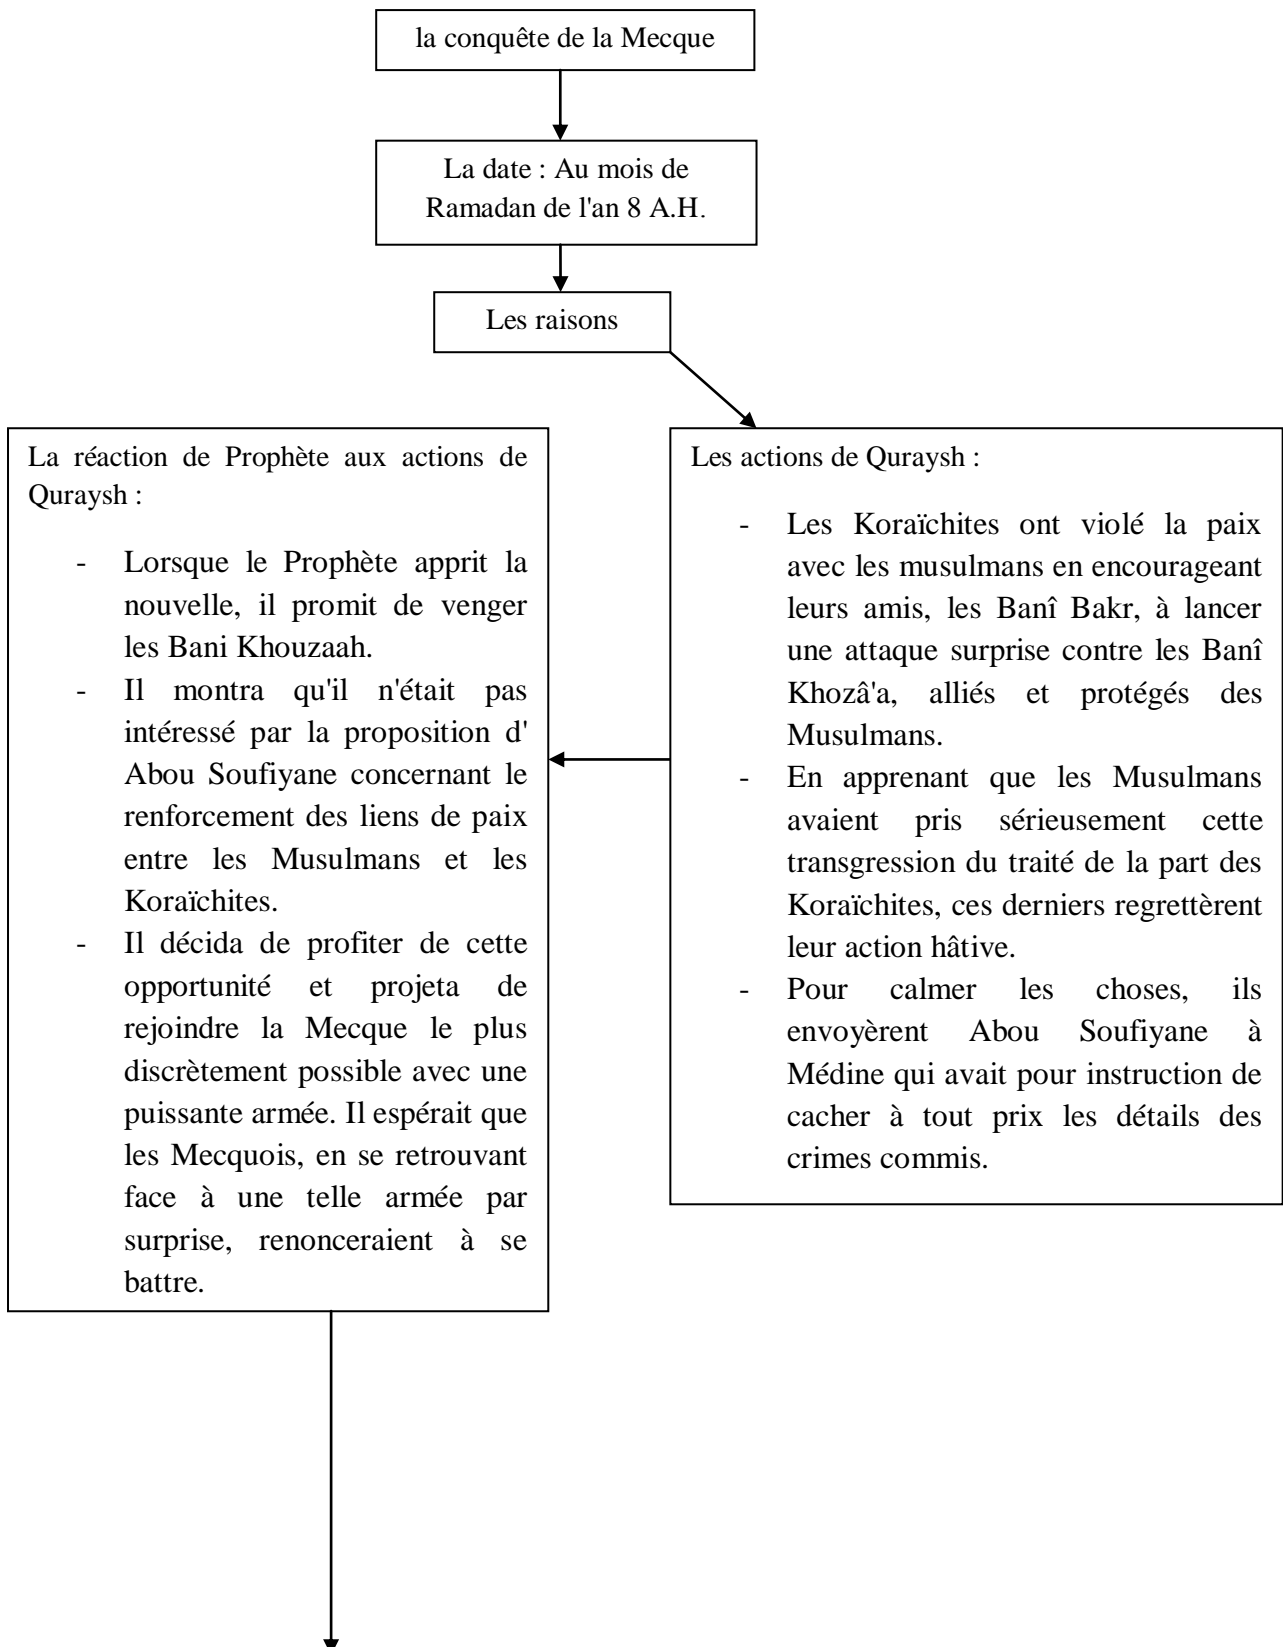 la conquête de la Mecque
La date : Au mois de
Ramadan de l'an 8 A.H.
Les raisons
Les actions de Quraysh :
- Les Koraïchites ont violé la paix
avec les musulmans en encourageant
leurs amis, les Banî Bakr, à lancer
une attaque surprise contre les Banî
Khozâ'a, alliés et protégés des
Musulmans.
- En apprenant que les Musulmans
avaient pris sérieusement cette
transgression du traité de la part des
Koraïchites, ces derniers regrettèrent
leur action hâtive.
- Pour calmer les choses, ils
envoyèrent Abou Soufiyane à
Médine qui avait pour instruction de
cacher à tout prix les détails des
crimes commis.
La réaction de Prophète aux actions de
Quraysh :
- Lorsque le Prophète apprit la
nouvelle, il promit de venger
les Bani Khouzaah.
- Il montra qu'il n'était pas
intéressé par la proposition d'
Abou Soufiyane concernant le
renforcement des liens de paix
entre les Musulmans et les
Koraïchites.
- Il décida de profiter de cette
opportunité et projeta de
rejoindre la Mecque le plus
discrètement possible avec une
puissante armée. Il espérait que
les Mecquois, en se retrouvant
face à une telle armée par
surprise, renonceraient à se
battre.